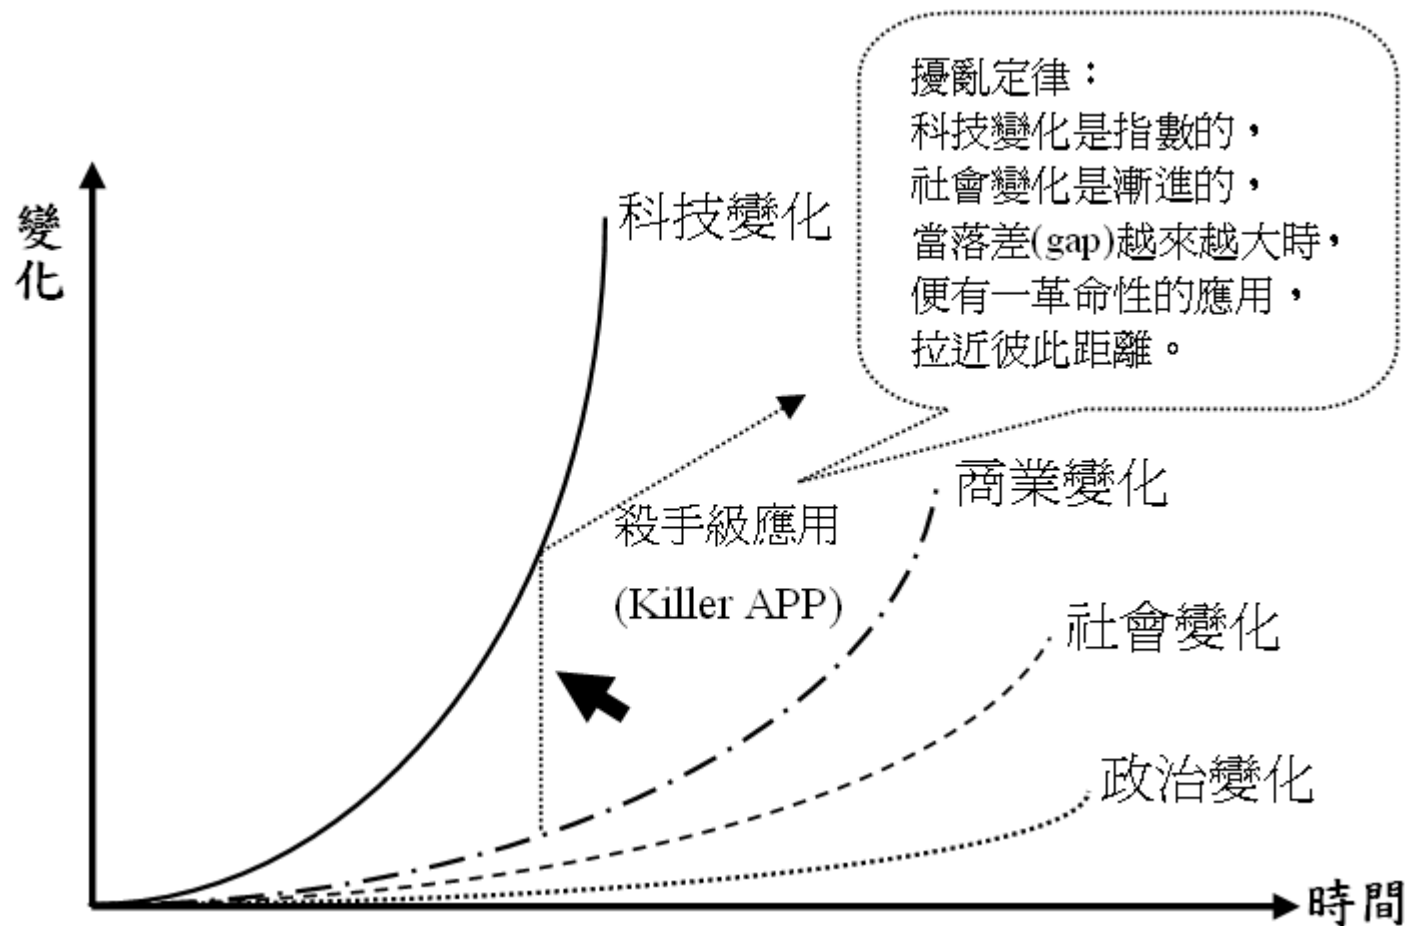 擾亂定律：
科技變化是指數的，
社會變化是漸進的，
當落差(gap)越來越大時，
便有一革命性的應用，
拉近彼此距離。
變化
科技變化
商業變化
殺手級應用
(Killer APP)
社會變化
政治變化
時間